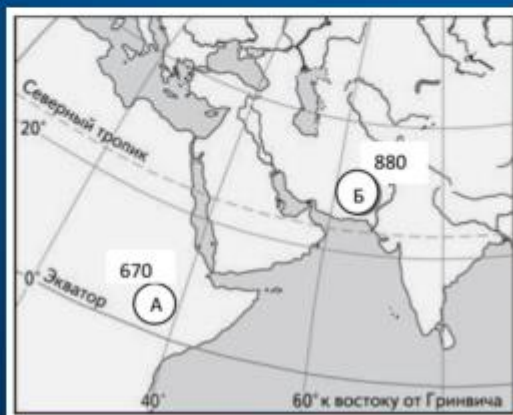 Северный тропик
20°
880
Б
670
0°
Экватор
А
40°
60° к востоку от Гринвича